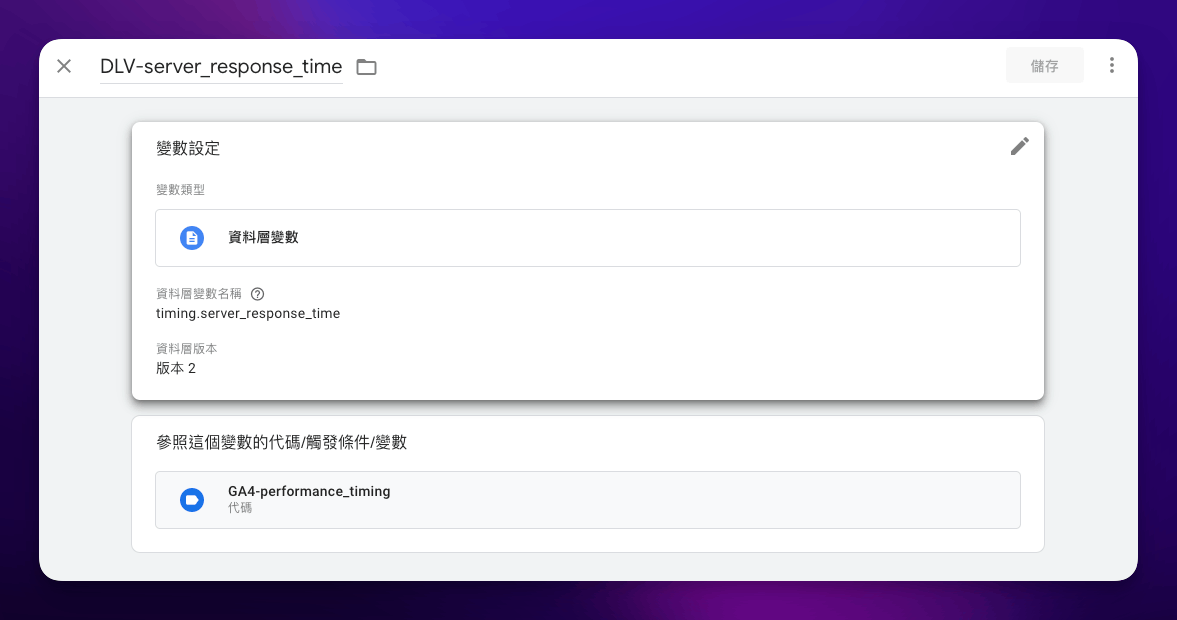 DLV-server_response_time
儲存
變數設定
變數類型
資料層變數
資料層變數名稱
timing.server_response_time
資料層版本
版本 2
參照這個變數的代碼/觸發條件/變數
GA4-performance_timing
代碼